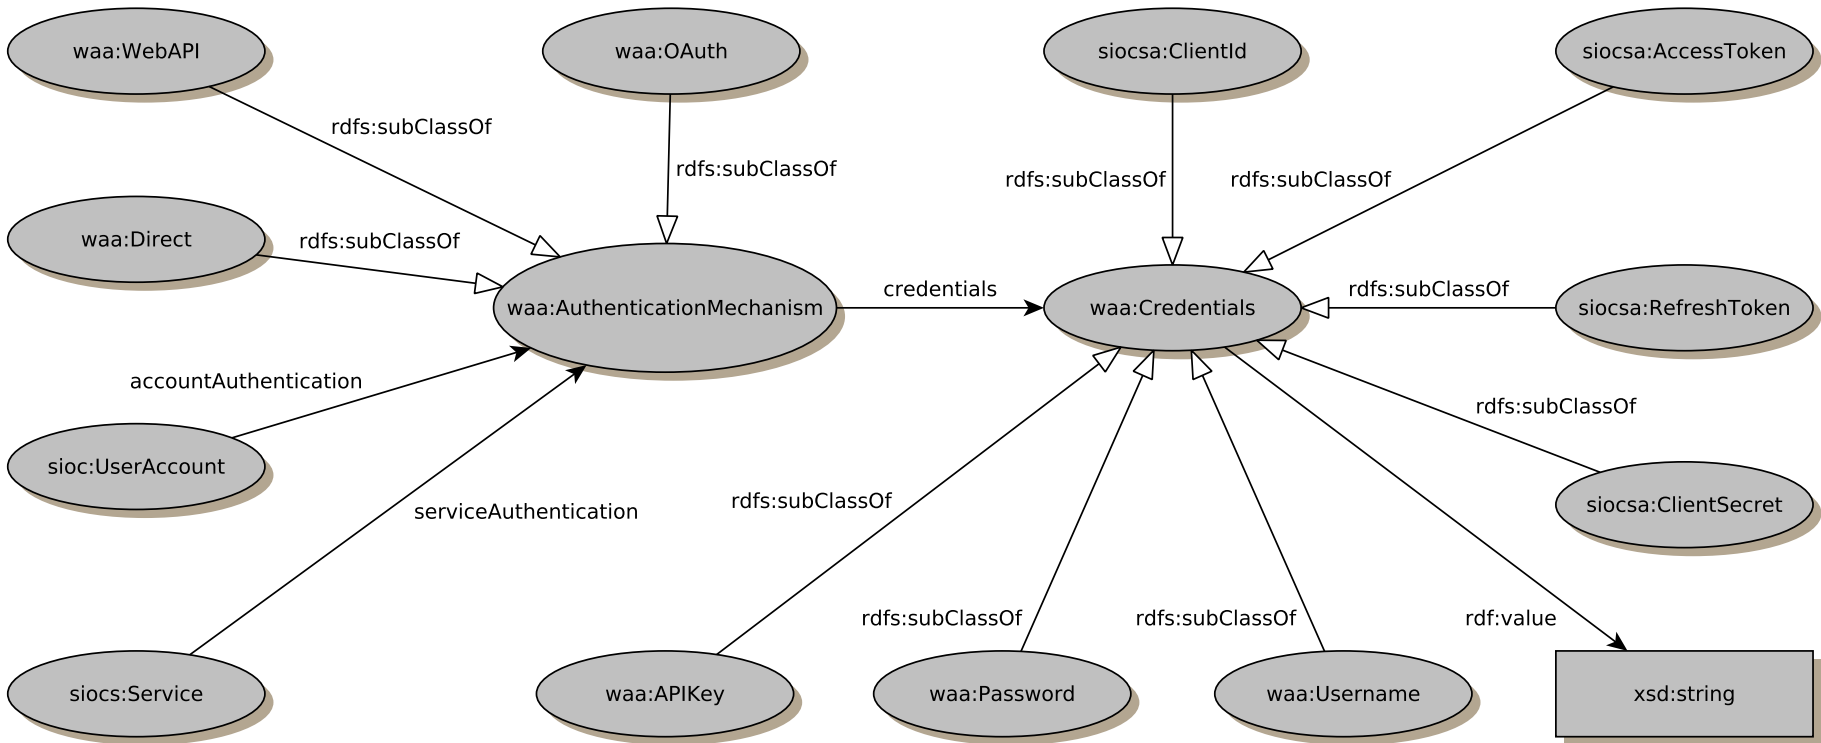 waa:WebAPI
waa:OAuth
siocsa:ClientId
siocsa:AccessToken
rdfs:subClassOf
rdfs:subClassOf
rdfs:subClassOf
rdfs:subClassOf
waa:Direct
rdfs:subClassOf
waa:AuthenticationMechanism
credentials
waa:Credentials
rdfs:subClassOf
siocsa:RefreshToken
accountAuthentication
rdfs:subClassOf
sioc:UserAccount
serviceAuthentication
rdfs:subClassOf
siocsa:ClientSecret
rdfs:subClassOf
rdfs:subClassOf
rdf:value
siocs:Service
waa:APIKey
waa:Password
waa:Username
xsd:string